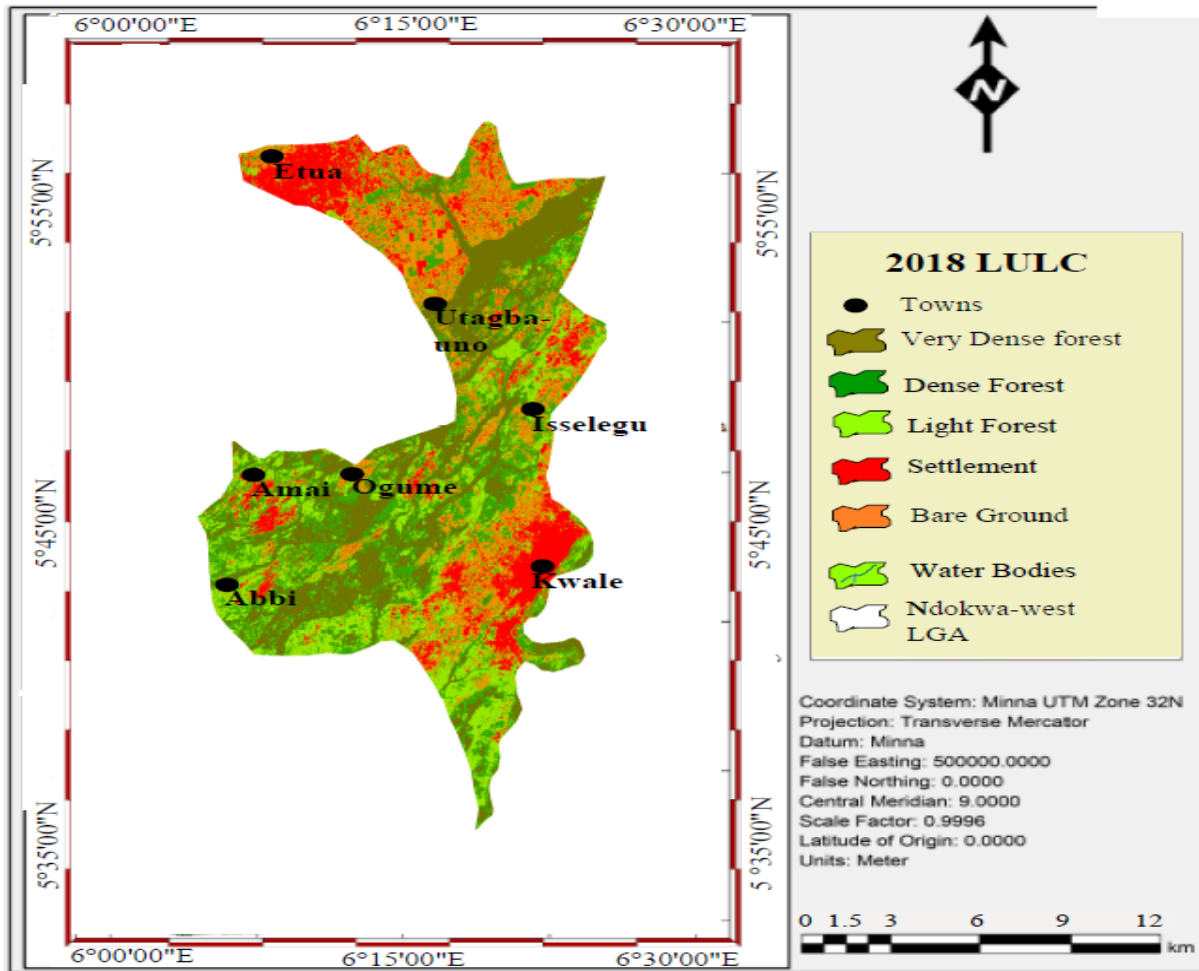 6°00'00"E 6°15'00"E 6°30'00"E
N
5°55'00"N
5°55'00"N
Etua
Utagba-
uno
Isselegu
Amai
Ogume
5°45'00"N
5°45'00"N
Kwale
Abbi
5°35'00"N
5°35'00"N
6°00'00"E 6°15'00"E 6°30'00"E
2018 LULC
Towns
Very Dense forest
Dense Forest
Light Forest
Settlement
Bare Ground
Water Bodies
Ndokwa-west
LGA
Coordinate System: Minna UTM Zone 32N
Projection: Transverse Mercator
Datum: Minna
False Easting: 500000.0000
False Northing: 0.0000
Central Meridian: 9.0000
Scale Factor: 0.9996
Latitude of Origin: 0.0000
Units: Meter
0 1.5 3 6 9 12
km